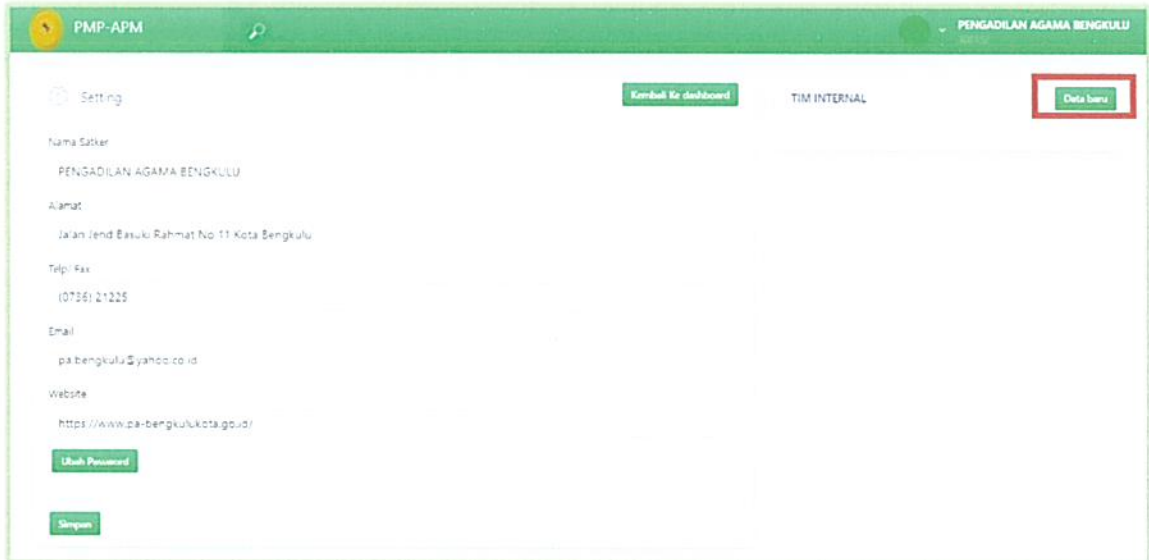 PMP-APM
PENGADILAN AGAMA BENGKULU
Setting
Kembali Ke dashboard
TIM INTERNAL
Data baru
Nama Satker
PENGADILAN AGAMA BENGKULU
Alamat
Jalan Jend Basuki Rahmat No 11 Kota Bengkulu
Telp/ Fax
(0736) 21225
Email
pa.bengkulu@yahoo.co.id
Website
https://www.pa-bengkulukota.go.id/
Ubah Password
Simpan